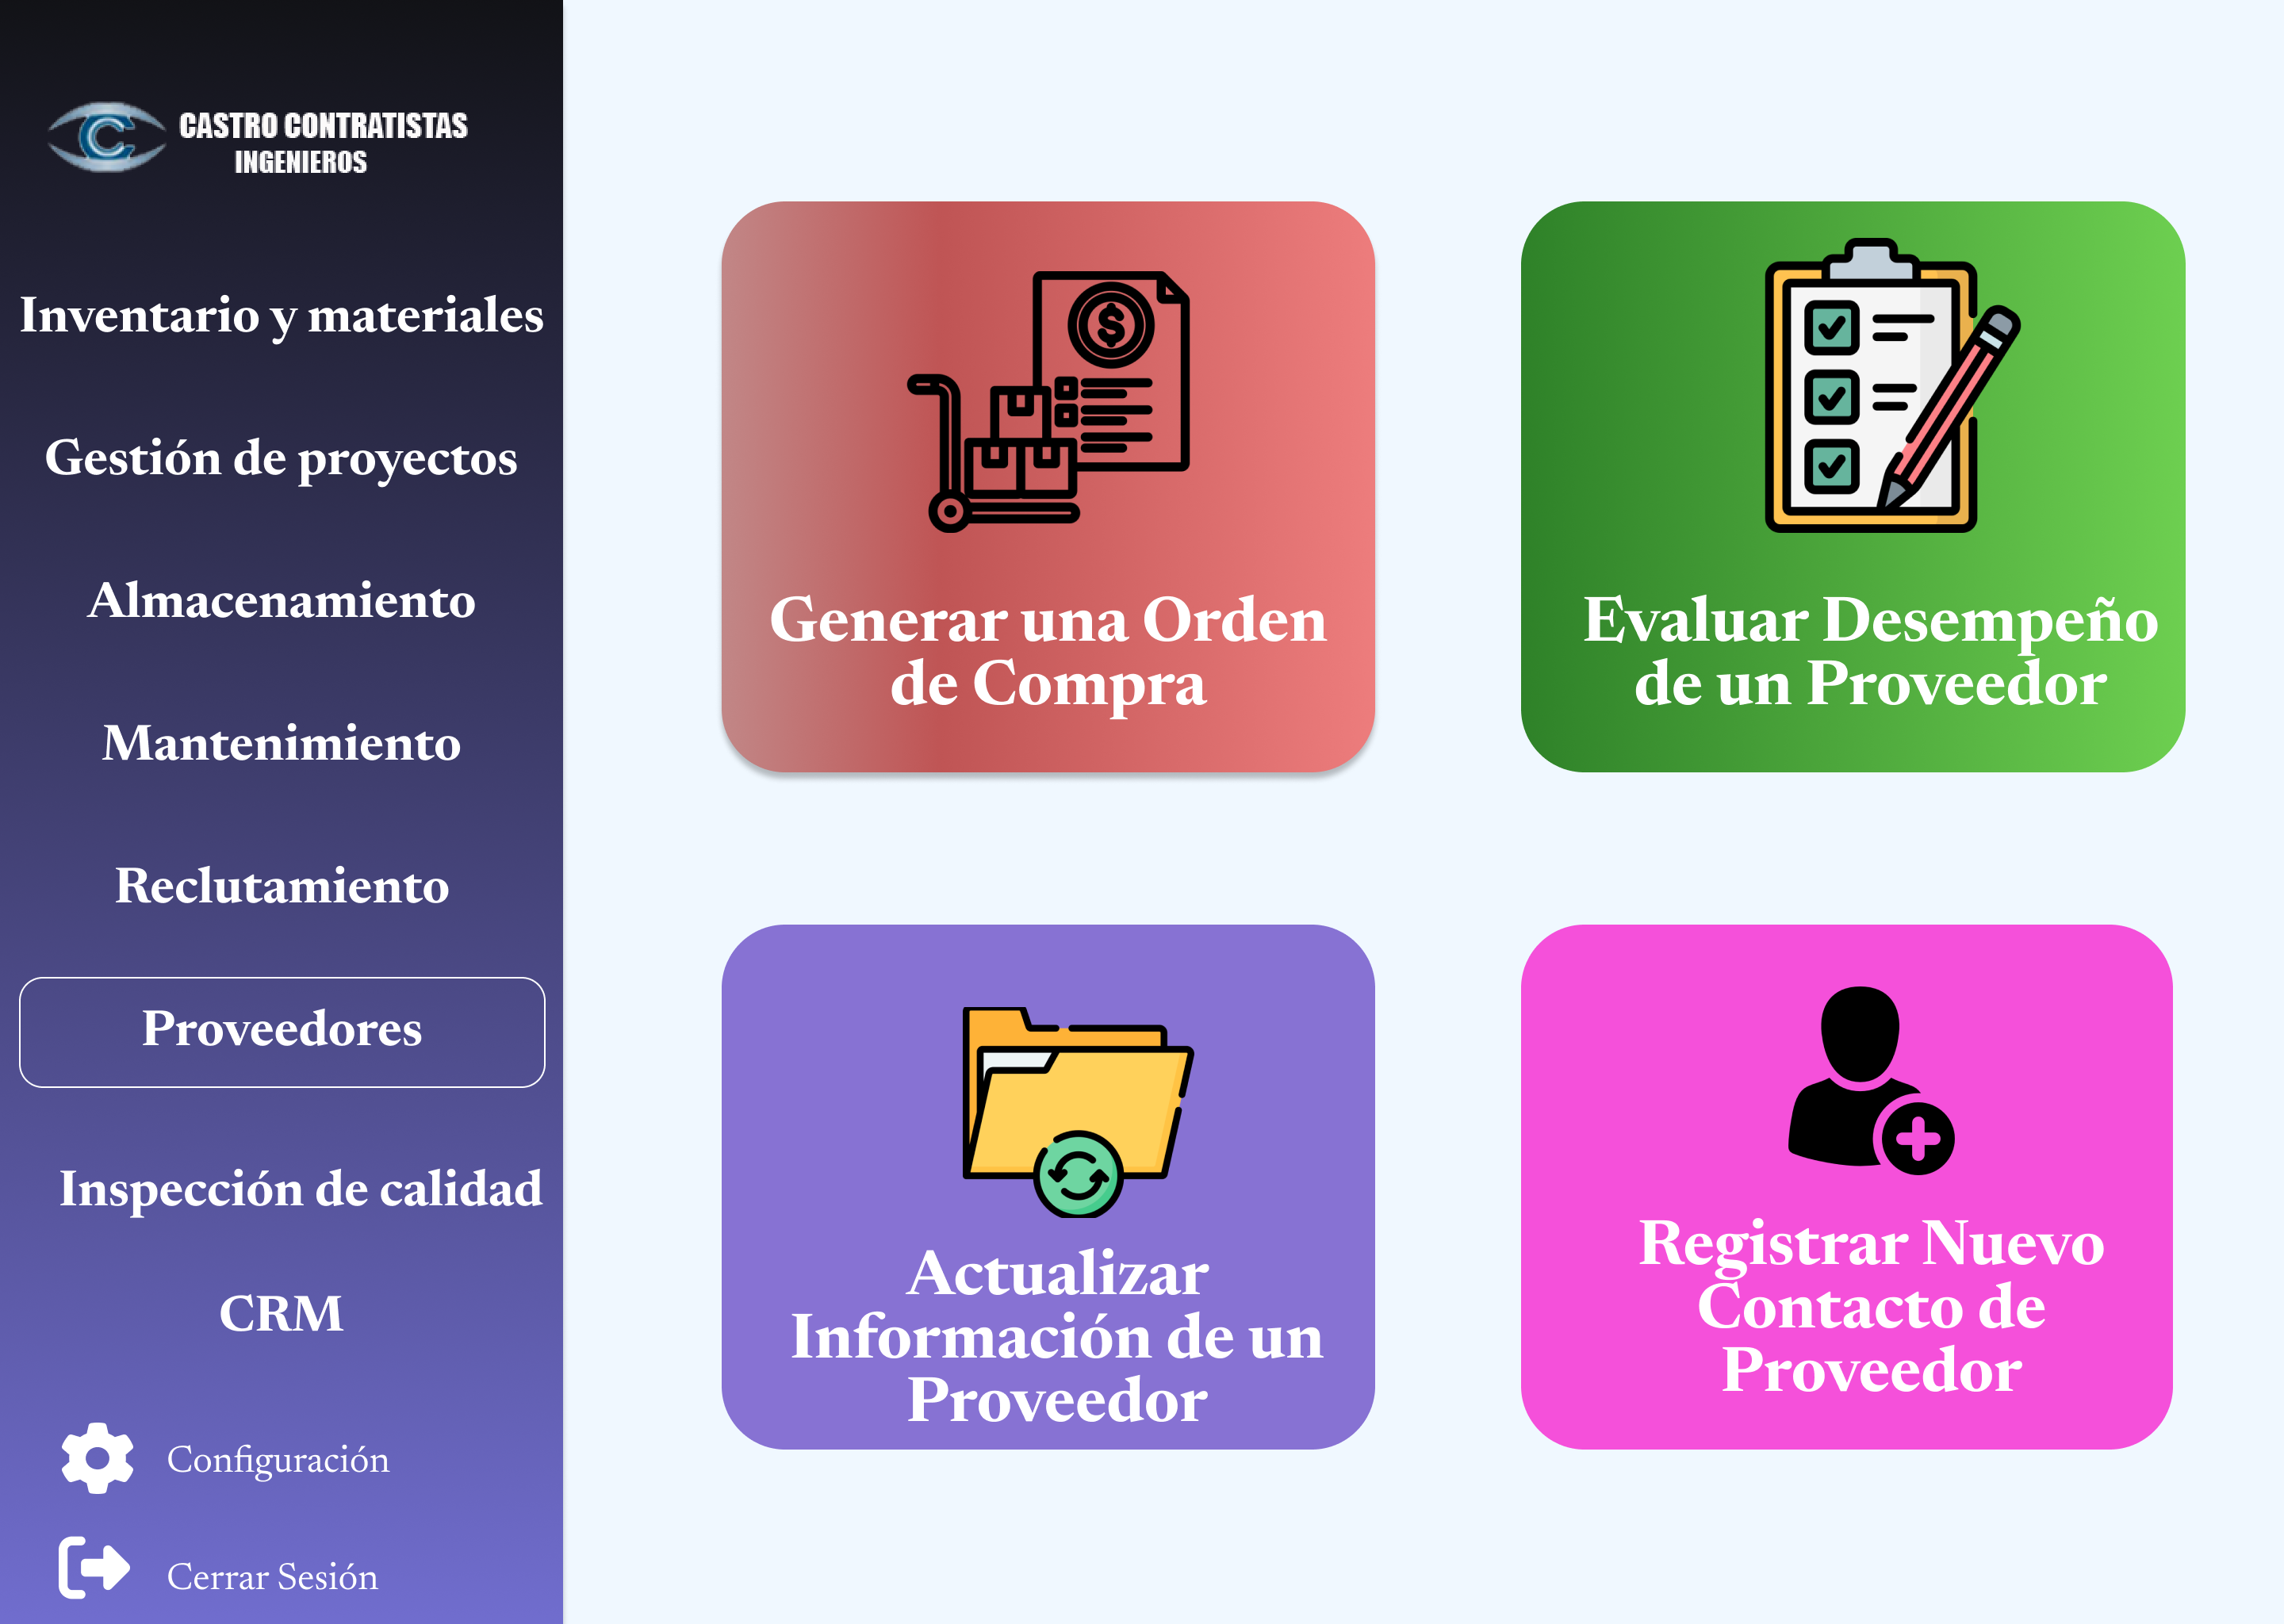 CASTRO CONTRATISTAS
INGENIEROS
Inventario y materiales
Gestión de proyectos
Almacenamiento
Mantenimiento
Reclutamiento
Proveedores
Inspección de calidad
CRM
Configuración
Cerrar Sesión
$
Generar una Orden
de Compra
Evaluar Desempeño
de un Proveedor
Actualizar
Información de un
Proveedor
Registrar Nuevo
Contacto de
Proveedor